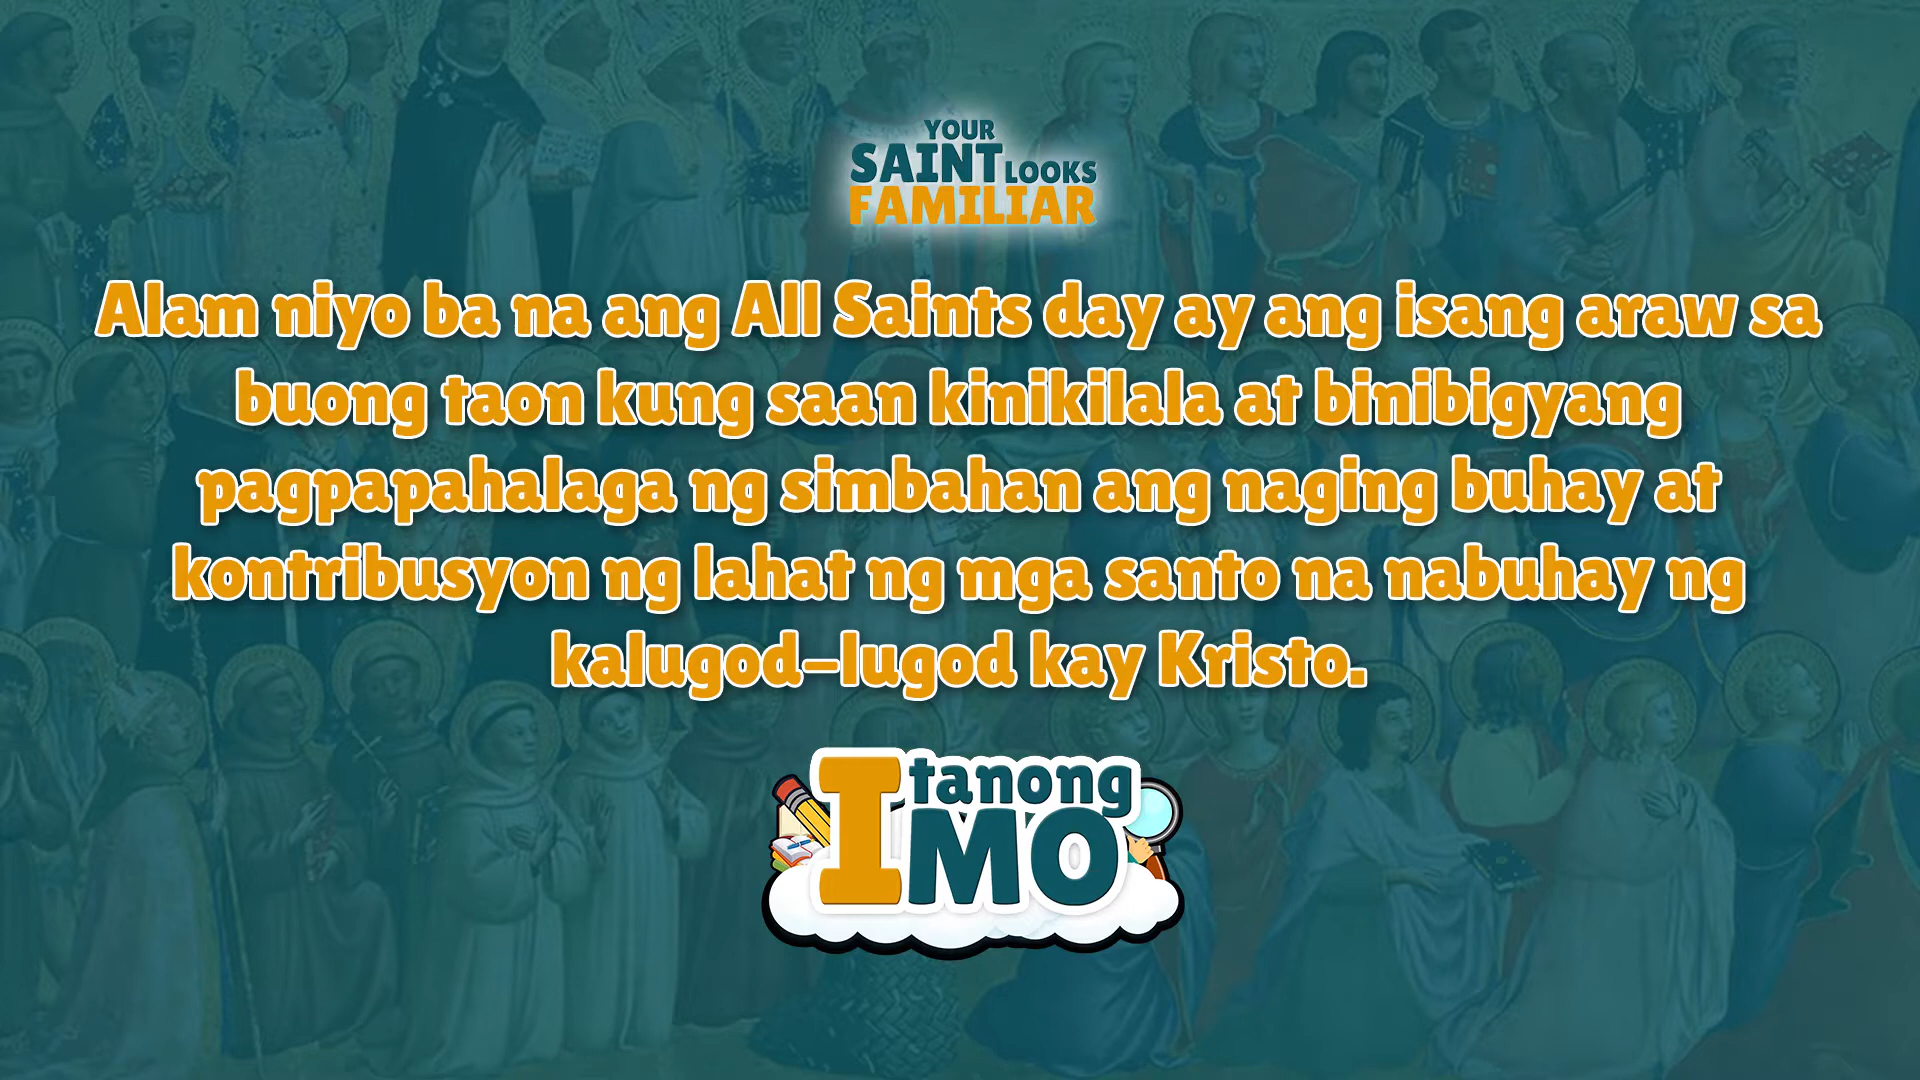 YOUR
SAINT LOOKS
FAMILIAR
Alam niyo ba na ang All Saints day ay ang isang araw sa
buong taon kung saan kinikilala at binibigyang
pagpapahalaga ng simbahan ang naging buhay at
kontribusyon ng lahat ng mga santo na nabuhay ng
kalugod-lugod kay Kristo.
Itanong
MO